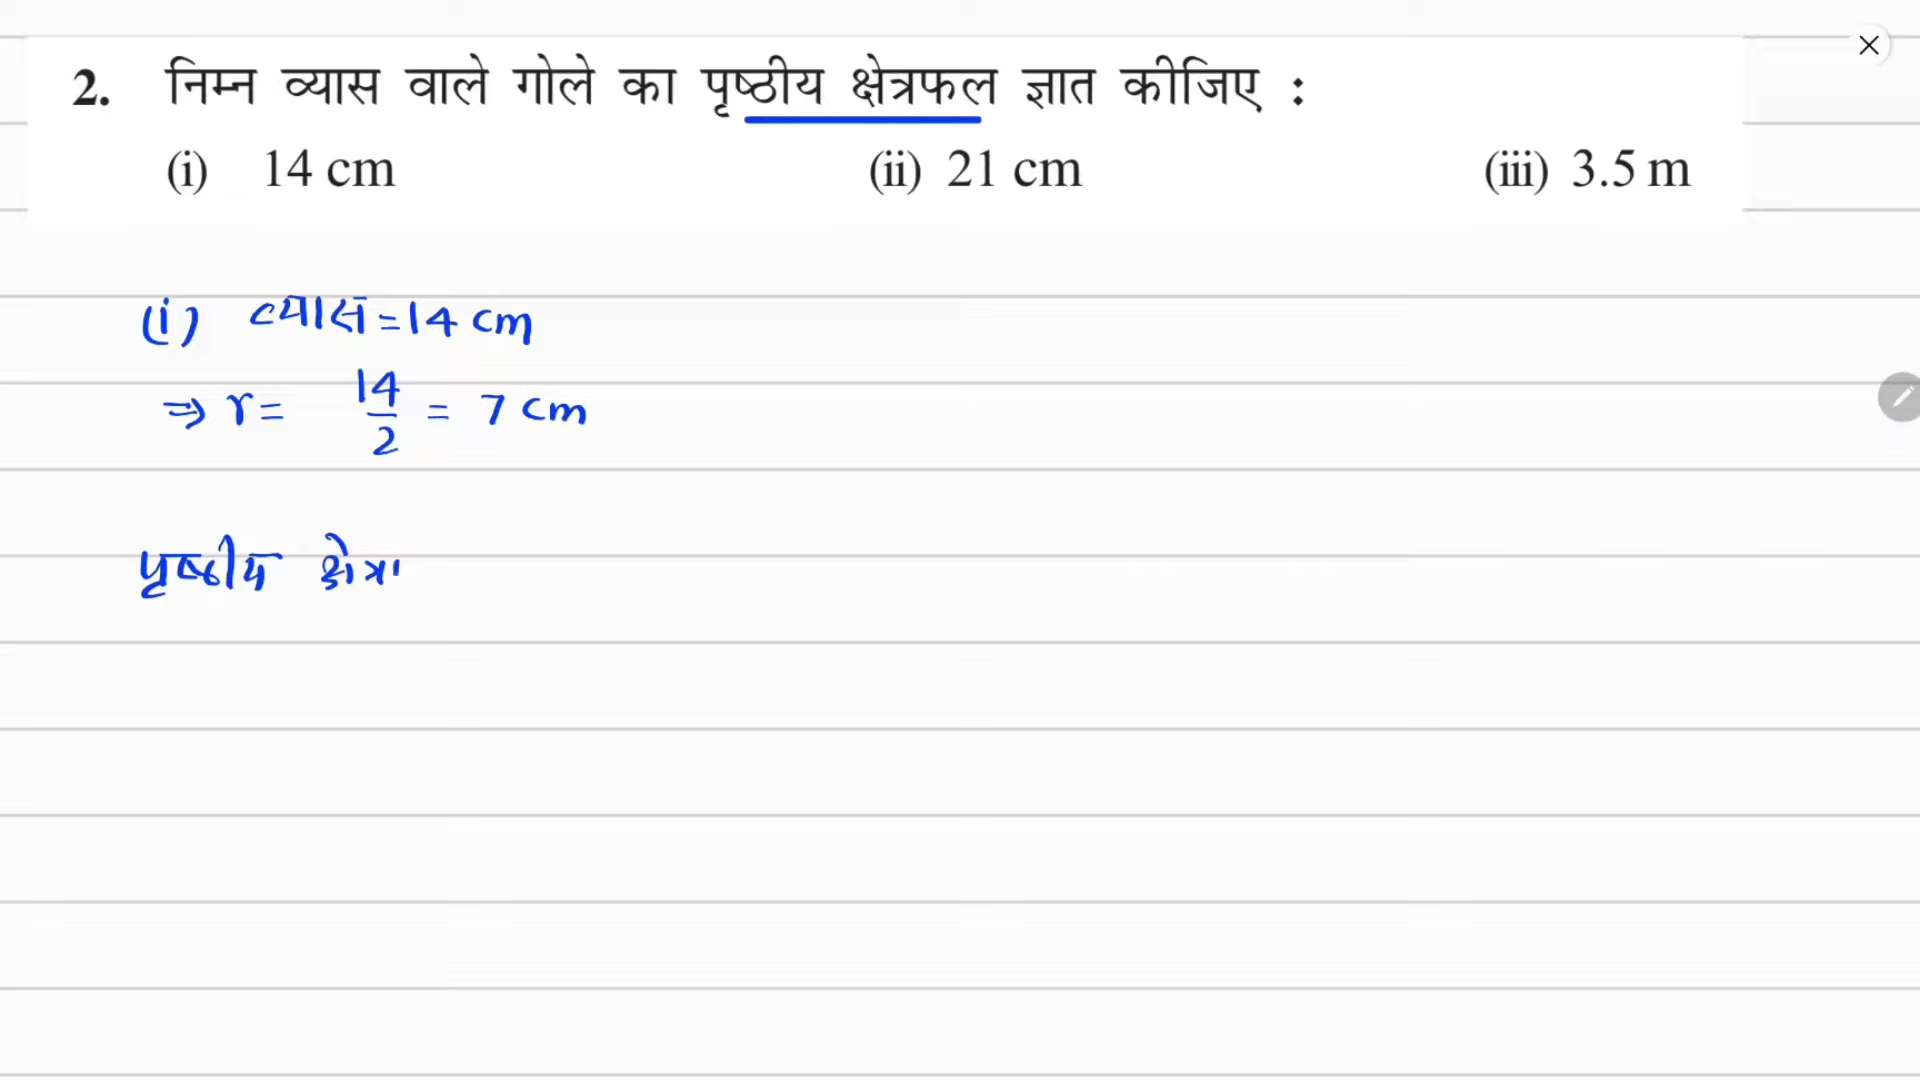 2. निम्न व्यास वाले गोले का पृष्ठीय क्षेत्रफल ज्ञात कीजिए :
(i) 14 cm (ii) 21 cm (iii) 3.5 m
(i) व्यास = 14 cm
⇒ r = 14/2 = 7 cm
पृष्ठीय क्षेत्र